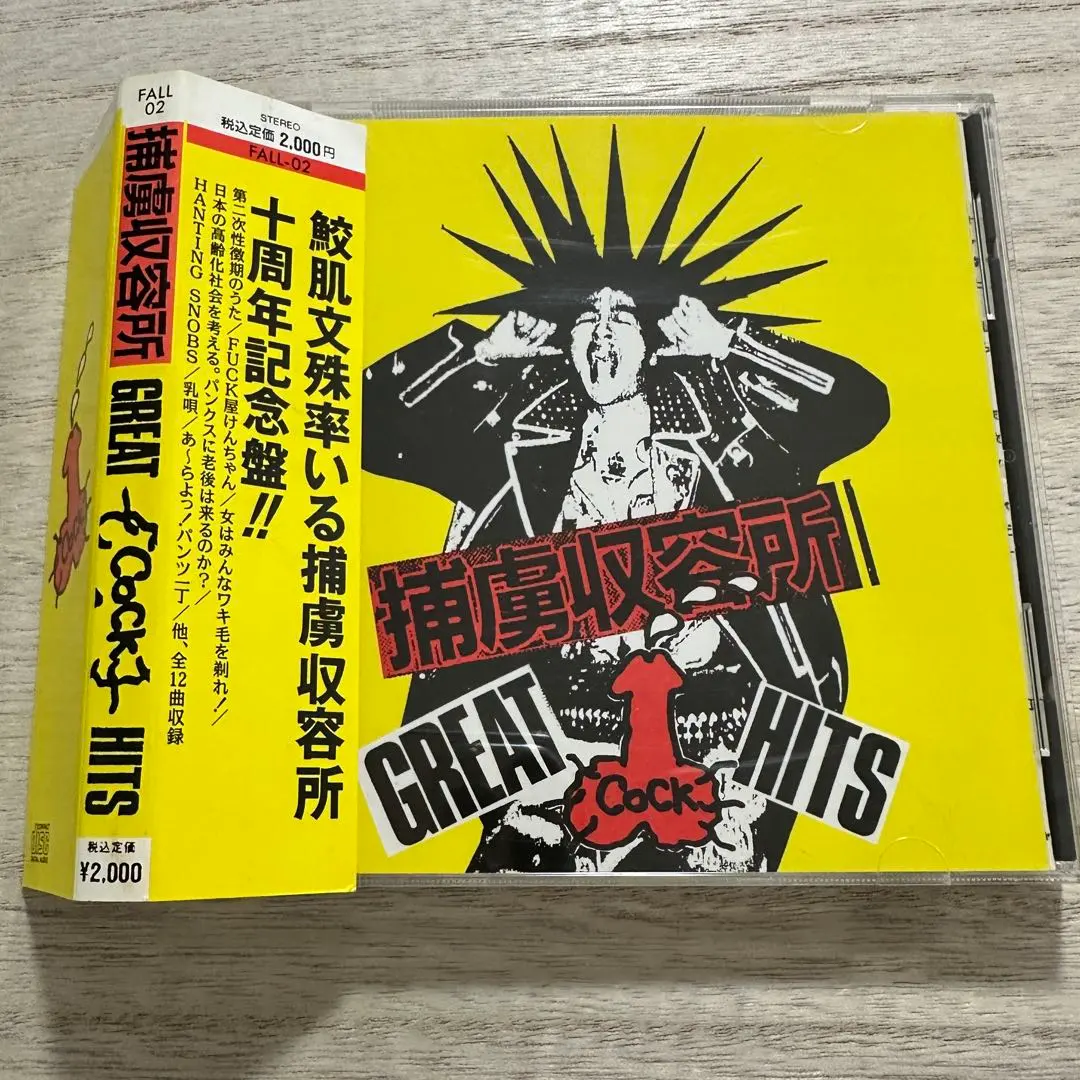 FALL
02
捕虜収容所
GREAT
Cock
HITS
税込定価
¥2,000
COMPACT
DISC
DIGITAL AUDIO
Cock
STEREO
税込定価 2,000円
FALL-02
鮫肌文殊率いる捕虜収容所
十周年記念盤!!
第二次性徴期のうた/FUCK屋けんちゃん/女はみんなワキ毛を剃れ!/
日本の高齢化社会を考える。パンクスに老後は来るのか?/
HANTING SNOBS/乳唄/あ〜らよっ!パンツ一丁/他、全12曲収録
捕虜収容所
GREAT
Cock
HITS